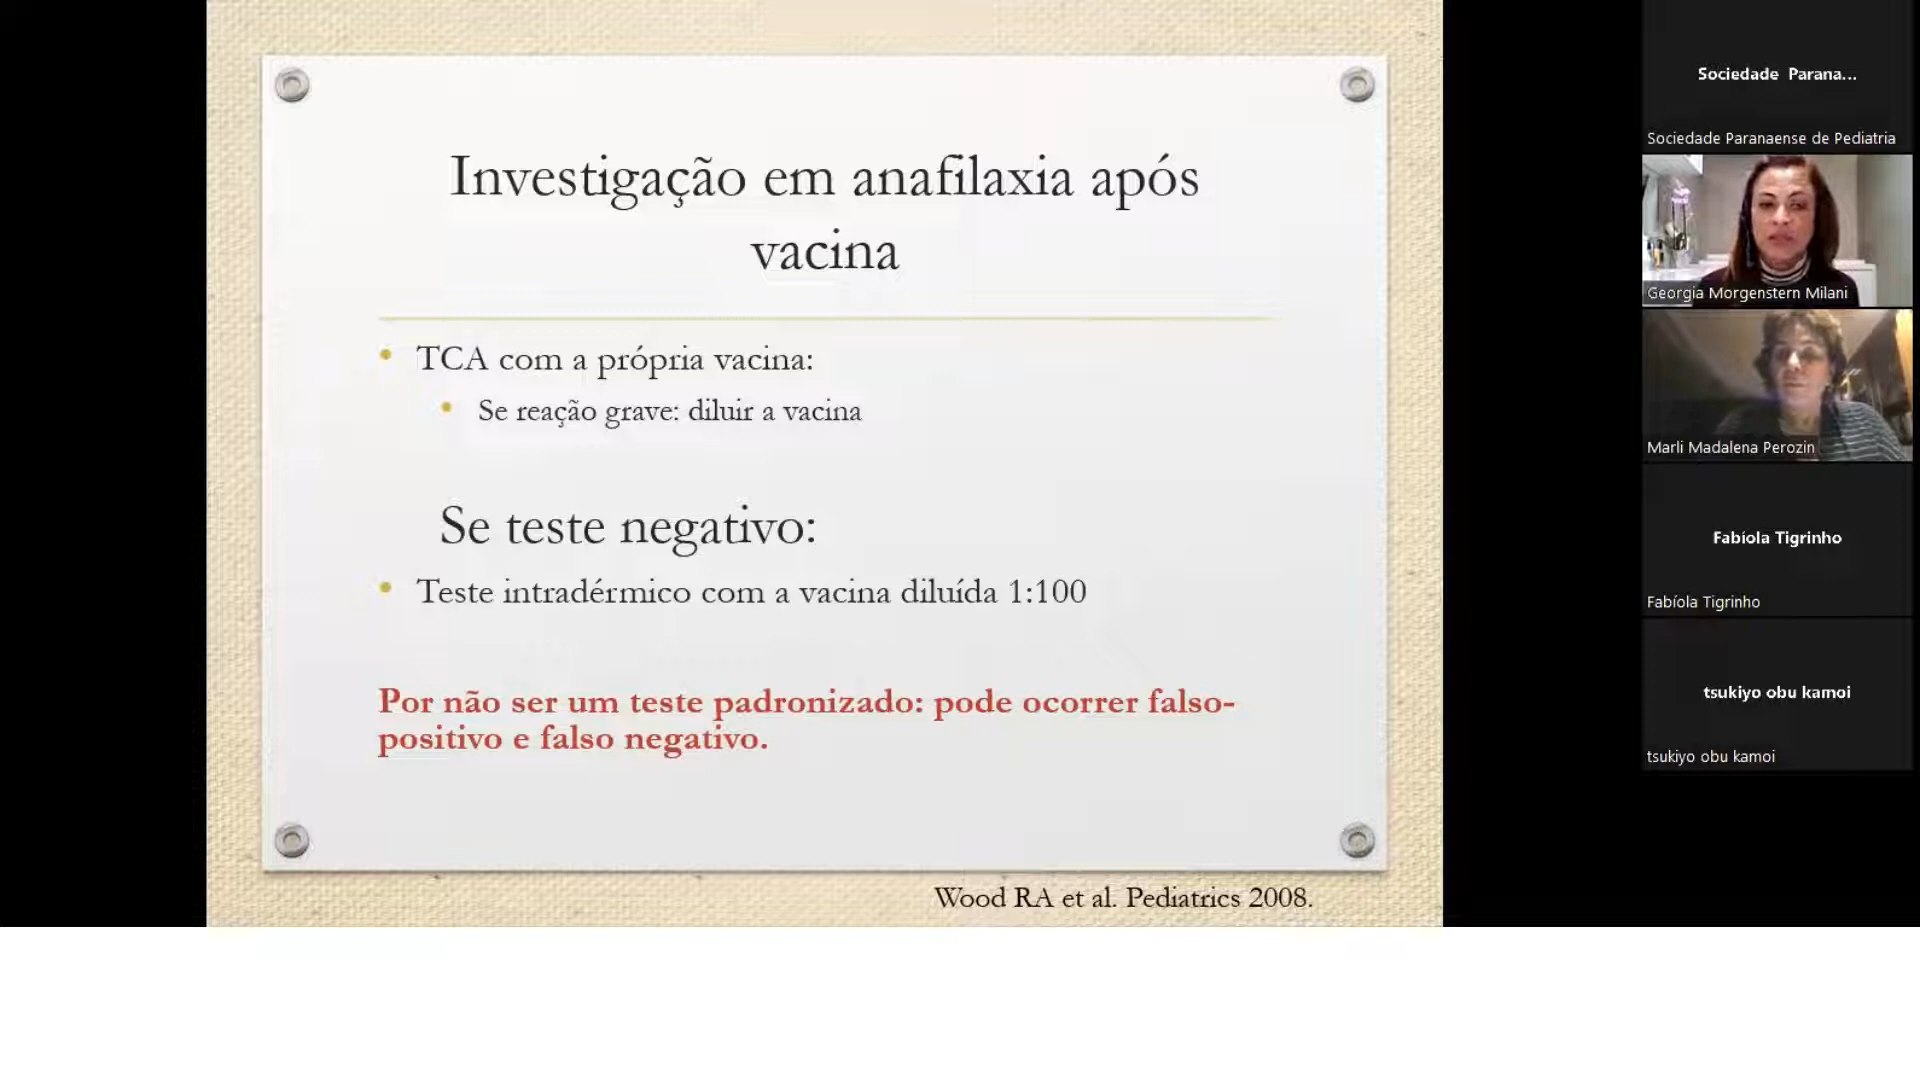 Investigação em anafilaxia após
vacina
TCA com a própria vacina:
Se reação grave: diluir a vacina
Se teste negativo:
Teste intradérmico com a vacina diluída 1:100
Por não ser um teste padronizado: pode ocorrer falso-
positivo e falso negativo.
Wood RA et al. Pediatrics 2008.
Sociedade Parana...
Sociedade Paranaense de Pediatria
Georgia Morgenstern Milani
Marli Madalena Perozin
Fabíola Tigrinho
Fabíola Tigrinho
tsukiyo obu kamoi
tsukiyo obu kamoi